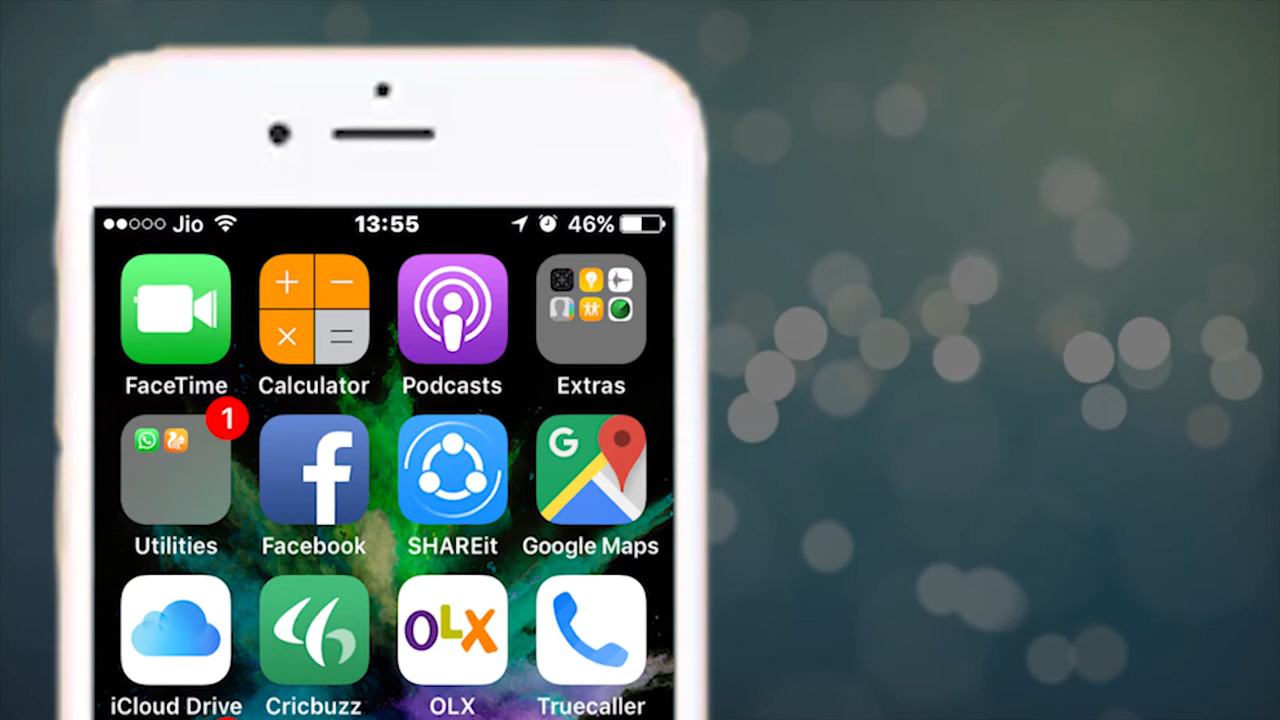 Jio 13:55 46%
FaceTime Calculator Podcasts Extras
1
Utilities Facebook SHAREit Google Maps
OLX
iCloud Drive Cricbuzz OLX Truecaller